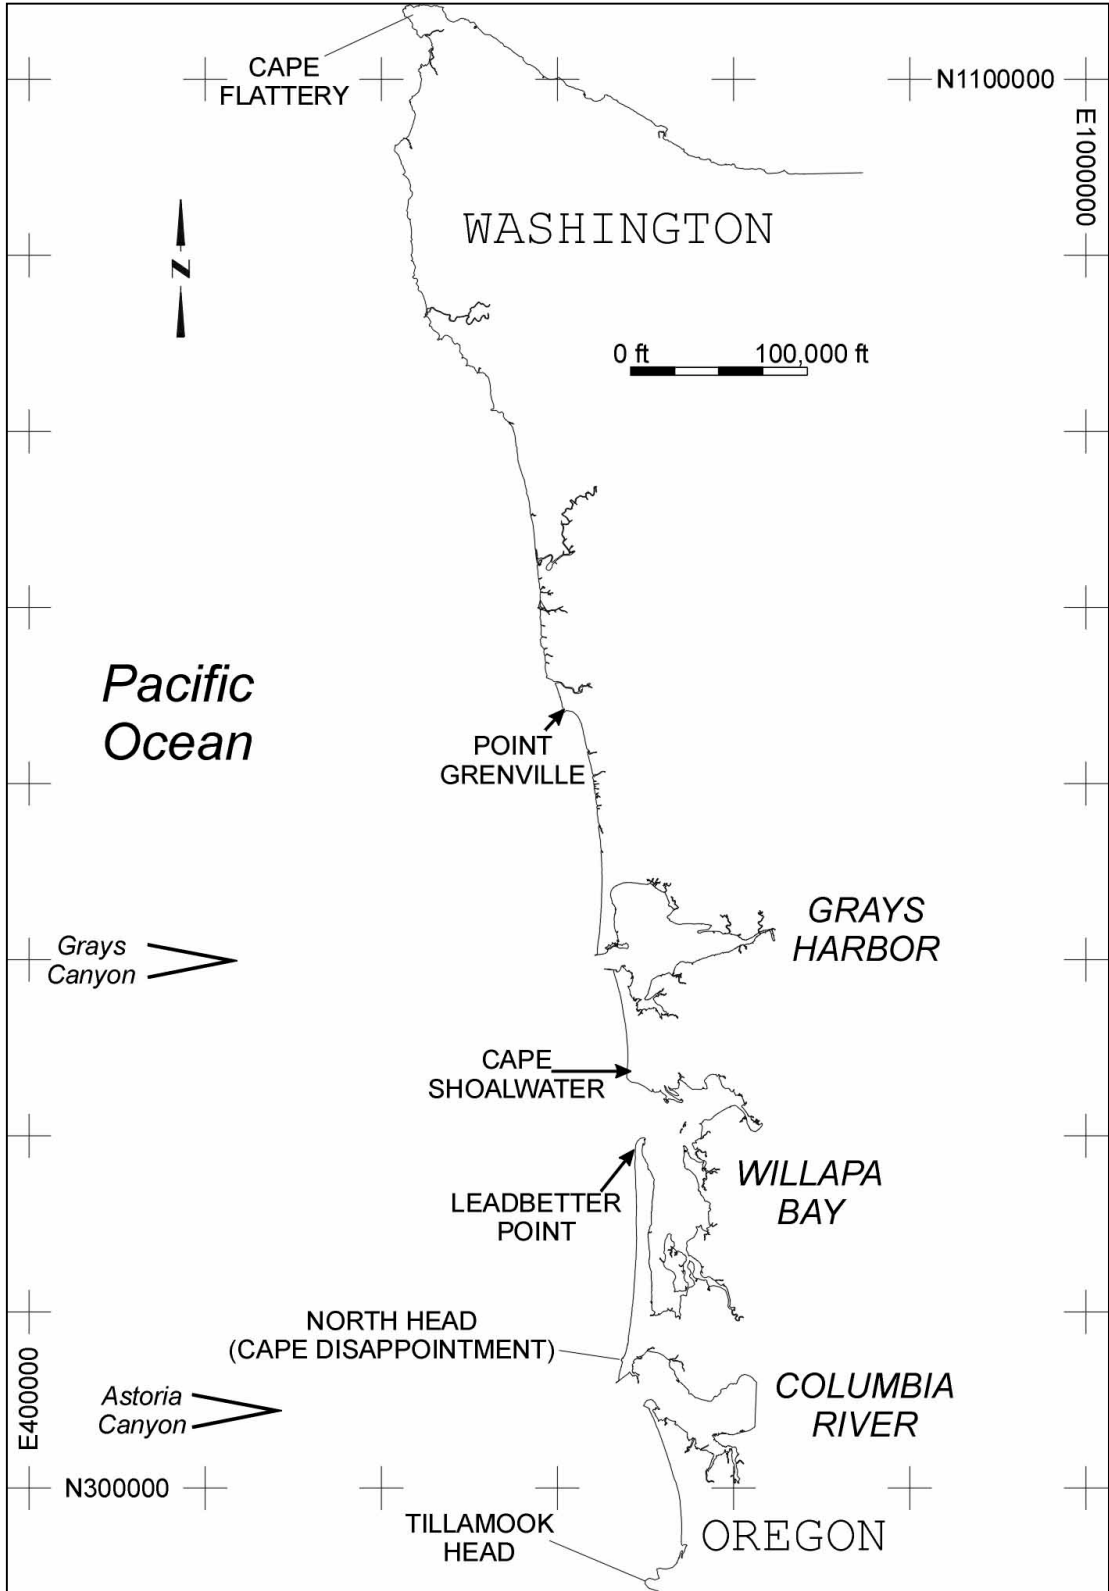 CAPE
FLATTERY
N1100000
E1000000
WASHINGTON
N
0 ft 100,000 ft
Pacific
Ocean
POINT
GRENVILLE
GRAYS
HARBOR
Grays
Canyon
CAPE
SHOALWATER
WILLAPA
BAY
LEADBETTER
POINT
NORTH HEAD
(CAPE DISAPPOINTMENT)
COLUMBIA
RIVER
Astoria
Canyon
E400000
N300000
TILLAMOOK
HEAD
OREGON